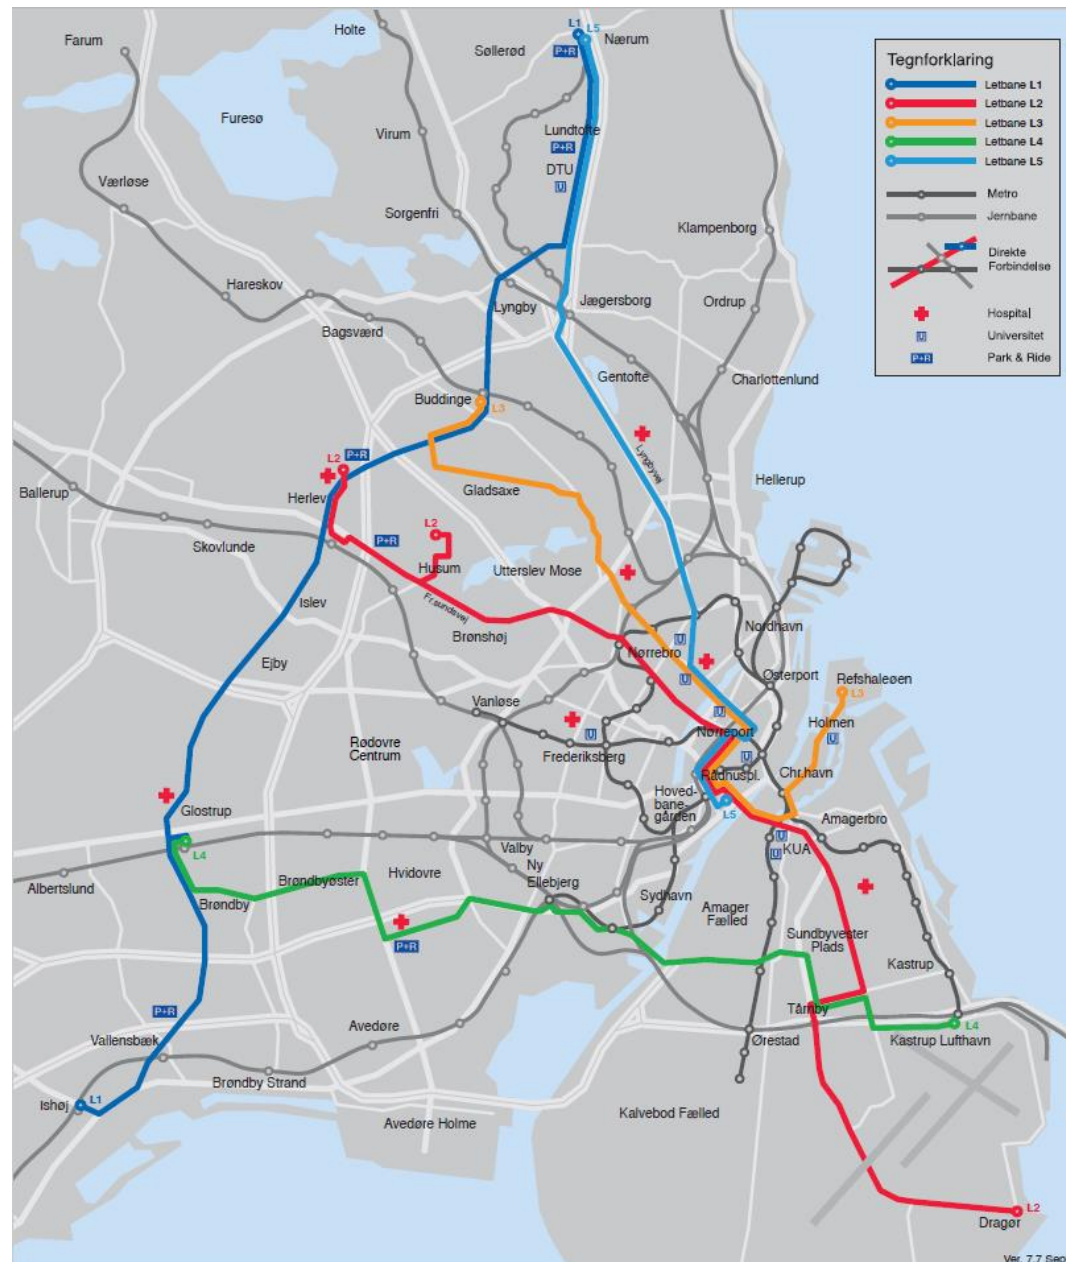 Holte
L1
L5
Farum
Søllerød
Nærum
P+R
Tegnforklaring
Letbane L1
Letbane L2
Letbane L3
Letbane L4
Letbane L5
Metro
Jernbane
Direkte
Forbindelse
Hospital
U
Universitet
P+R
Park & Ride
Furesø
Virum
Lundtofte
P+R
DTU
U
Værløse
Sorgenfri
Klampenborg
Hareskov
Lyngby
Jægersborg
Ordrup
Bagsværd
Gentofte
Charlottenlund
Buddinge
L3
Lyngbyvej
L2
P+R
Ballerup
Herlev
Gladsaxe
Hellerup
L2
Skovlunde
P+R
Husum
Utterslev Mose
Islev
Fr.sundsvej
Brønshøj
Nordhavn
Ejby
Nørrebro
U
U
Østerport
Refshaleøen
L3
Vanløse
U
Holmen
U
Rødovre
Centrum
Nørreport
U
Frederiksberg
U
Rådhuspl.
Chr.havn
Glostrup
Hoved-
bane-
gården
L5
Amagerbro
L4
Valby
U
KUA
U
Albertslund
Brøndbyøster
Hvidovre
Ny
Ellebjerg
Brøndby
Sydhavn
Amager
Fælled
P+R
Sundbyvester
Plads
Kastrup
P+R
Tårnby
L4
Vallensbæk
Avedøre
Ørestad
Kastrup Lufthavn
Brøndby Strand
Ishøj
L1
Avedøre Holme
Kalvebod Fælled
L2
Dragør
Ver. 7.7 Sep